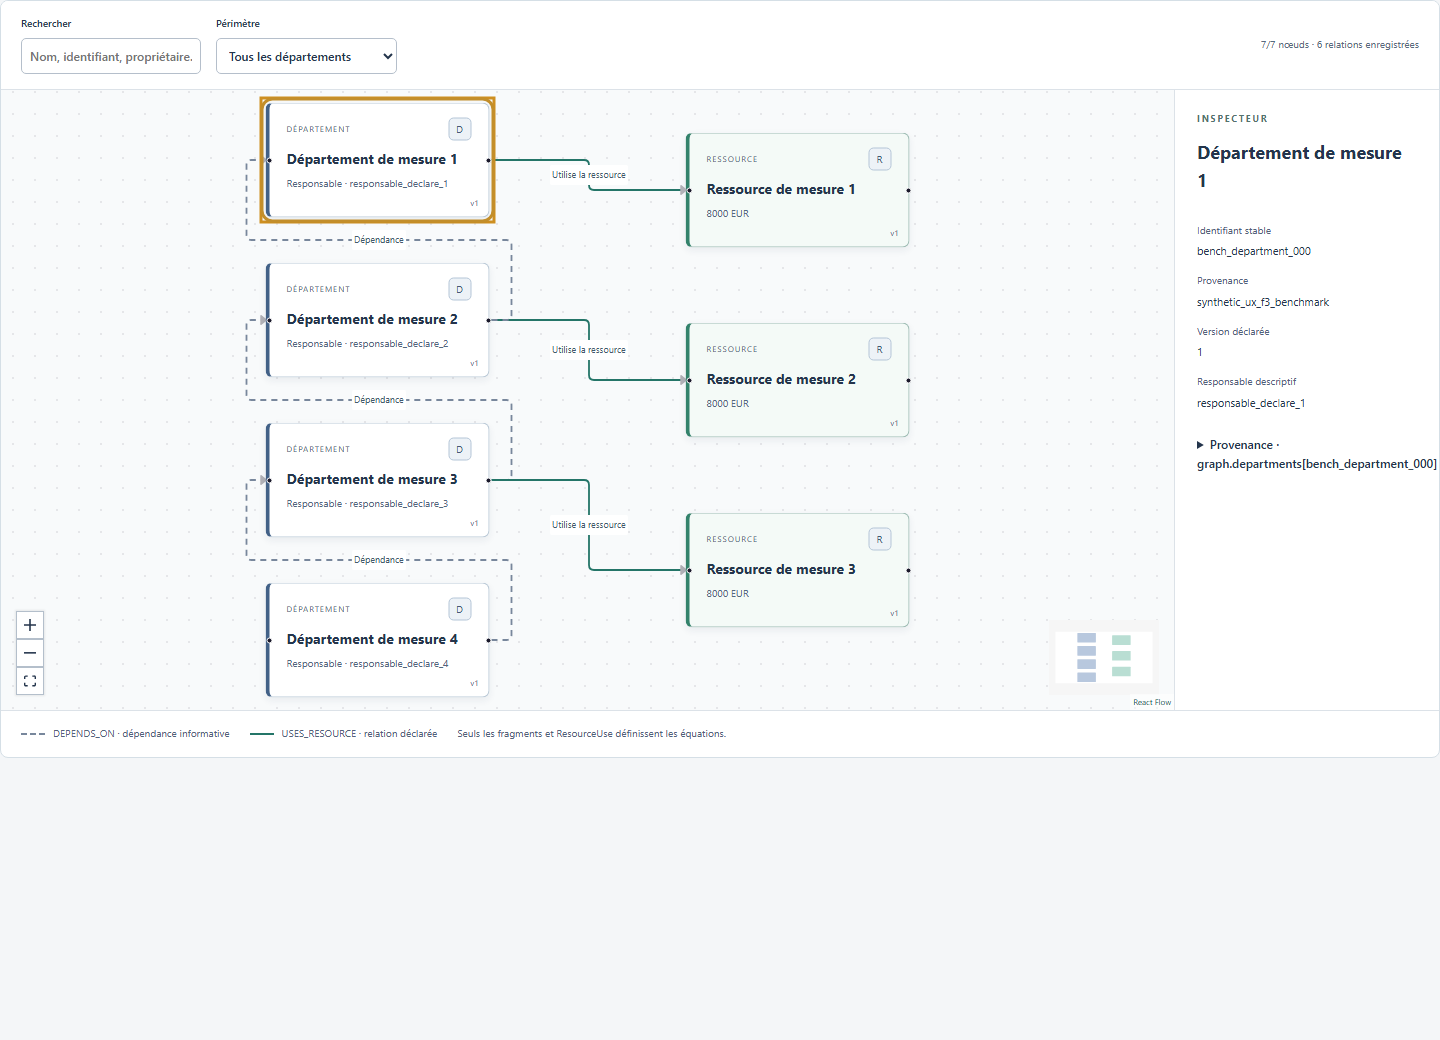 Rechercher
Périmètre
Nom, identifiant, propriétaire.
Tous les départements
7/7 nœuds · 6 relations enregistrées
DÉPARTEMENT
D
Département de mesure 1
Responsable · responsable_declare_1
v1
Utilise la ressource
RESSOURCE
R
Ressource de mesure 1
8000 EUR
v1
Dépendance
DÉPARTEMENT
D
Département de mesure 2
Responsable · responsable_declare_2
v1
Utilise la ressource
RESSOURCE
R
Ressource de mesure 2
8000 EUR
v1
Dépendance
DÉPARTEMENT
D
Département de mesure 3
Responsable · responsable_declare_3
v1
Utilise la ressource
RESSOURCE
R
Ressource de mesure 3
8000 EUR
v1
Dépendance
DÉPARTEMENT
D
Département de mesure 4
Responsable · responsable_declare_4
v1
React Flow
INSPECTEUR
Département de mesure
1
Identifiant stable
bench_department_000
Provenance
synthetic_ux_f3_benchmark
Version déclarée
1
Responsable descriptif
responsable_declare_1
Provenance ·
graph.departments[bench_department_000]
DEPENDS_ON · dépendance informative
USES_RESOURCE · relation déclarée
Seuls les fragments et ResourceUse définissent les équations.